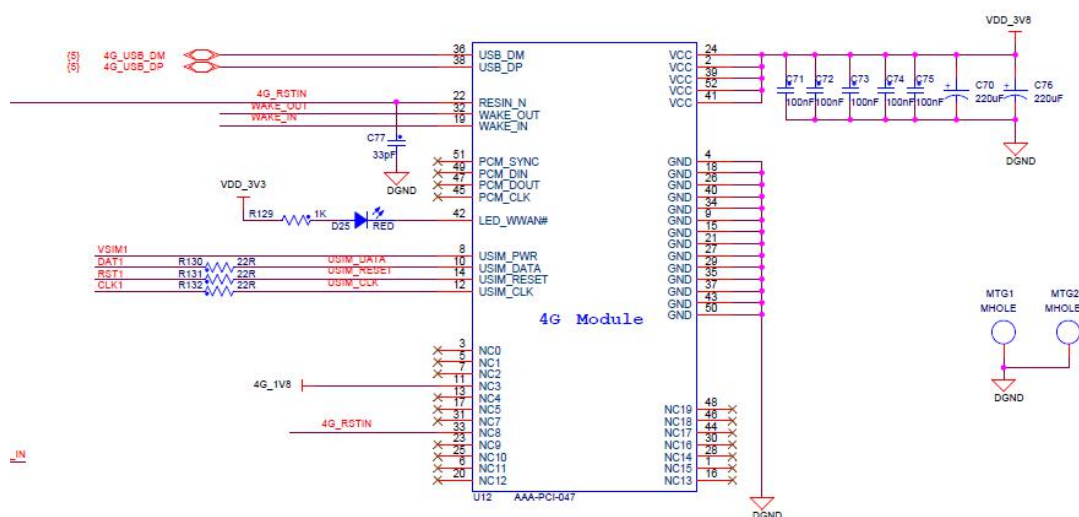 VDD_3V8
{5} 4G_USB_DM 36 USB_DM VCC 24
{5} 4G_USB_DP 38 USB_DP VCC 2
VCC 39
VCC 52
VCC 41
C71 100nF
C72 100nF
C73 100nF
C74 100nF
C75 100nF
+ C70 220uF
+ C76 220uF
DGND
4G_RSTIN 22 RESIN_N
WAKE_OUT 32 WAKE_OUT
WAKE_IN 19 WAKE_IN
C77
33pF
DGND
51 PCM_SYNC
49 PCM_DIN
47 PCM_DOUT
45 PCM_CLK
VDD_3V3
R129 1K D25 RED 42 LED_WWAN#
VSIM1 8 USIM_PWR
DAT1 R130 22R USIM_DATA 10 USIM_DATA
RST1 R131 22R USIM_RESET 14 USIM_RESET
CLK1 R132 22R USIM_CLK 12 USIM_CLK
GND 4
GND 18
GND 26
GND 40
GND 34
GND 9
GND 15
GND 21
GND 27
GND 29
GND 35
GND 37
GND 43
GND 50
4G Module
MTG1
MHOLE
MTG2
MHOLE
DGND
3 NC0
5 NC1
7 NC2
4G_1V8 11 NC3
13 NC4
17 NC5
31 NC7
4G_RSTIN 33 NC8
23 NC9
25 NC10
6 NC11
20 NC12
_IN
NC19 48
NC18 46
NC17 44
NC16 30
NC14 28
NC15 1
NC13 16
U12 AAA-PCI-047
DGND